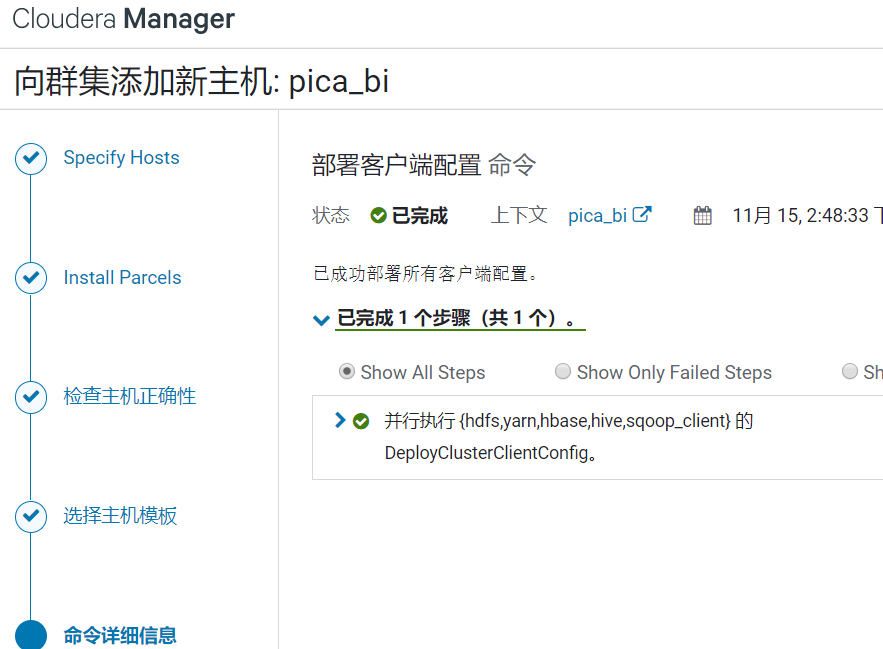 Cloudera Manager
向群集添加新主机: pica_bi
Specify Hosts
Install Parcels
检查主机正确性
选择主机模板
命令详细信息
部署客户端配置 命令
状态 已完成 上下文 pica_bi 11月 15, 2:48:33
已成功部署所有客户端配置。
已完成 1 个步骤（共 1 个）。
Show All Steps Show Only Failed Steps Sh
并行执行 {hdfs,yarn,hbase,hive,sqoop_client} 的
DeployClusterClientConfig。